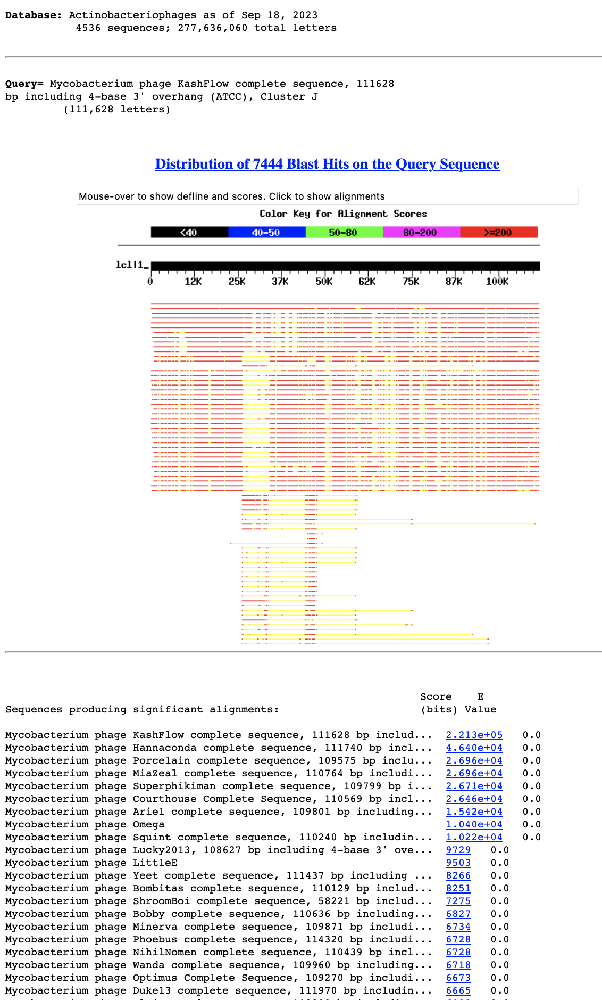 Database: Actinobacteriophages as of Sep 18, 2023
4536 sequences; 277,636,060 total letters
Query= Mycobacterium phage KashFlow complete sequence, 111628
bp including 4-base 3' overhang (ATCC), Cluster J
(111,628 letters)
Distribution of 7444 Blast Hits on the Query Sequence
Mouse-over to show defline and scores. Click to show alignments
Color Key for Alignment Scores
<40 40-50 50-80 80-200 >=200
lcl|1_
0 12K 25K 37K 50K 62K 75K 87K 100K
Score E
Sequences producing significant alignments: (bits) Value
Mycobacterium phage KashFlow complete sequence, 111628 bp includ... 2.213e+05 0.0
Mycobacterium phage Hannaconda complete sequence, 111740 bp incl... 4.640e+04 0.0
Mycobacterium phage Porcelain complete sequence, 109575 bp inclu... 2.696e+04 0.0
Mycobacterium phage MiaZeal complete sequence, 110764 bp includi... 2.696e+04 0.0
Mycobacterium phage Superphikiman complete sequence, 109799 bp i... 2.671e+04 0.0
Mycobacterium phage Courthouse Complete Sequence, 110569 bp incl... 2.646e+04 0.0
Mycobacterium phage Ariel complete sequence, 109801 bp including... 1.542e+04 0.0
Mycobacterium phage Omega 1.040e+04 0.0
Mycobacterium phage Squint complete sequence, 110240 bp includin... 1.022e+04 0.0
Mycobacterium phage Lucky2013, 108627 bp including 4-base 3' ove... 9729 0.0
Mycobacterium phage LittleE 9503 0.0
Mycobacterium phage Yeet complete sequence, 111437 bp including ... 8266 0.0
Mycobacterium phage Bombitas complete sequence, 110129 bp includ... 8251 0.0
Mycobacterium phage ShroomBoi complete sequence, 58221 bp includ... 7275 0.0
Mycobacterium phage Bobby complete sequence, 110636 bp including... 6827 0.0
Mycobacterium phage Minerva complete sequence, 109871 bp includi... 6734 0.0
Mycobacterium phage Phoebus complete sequence, 114320 bp includi... 6728 0.0
Mycobacterium phage NihilNomen complete sequence, 110439 bp incl... 6728 0.0
Mycobacterium phage Wanda complete sequence, 109960 bp including... 6718 0.0
Mycobacterium phage Optimus Complete Sequence, 109270 bp includi... 6673 0.0
Mycobacterium phage Duke13 complete sequence, 111970 bp includin... 6665 0.0